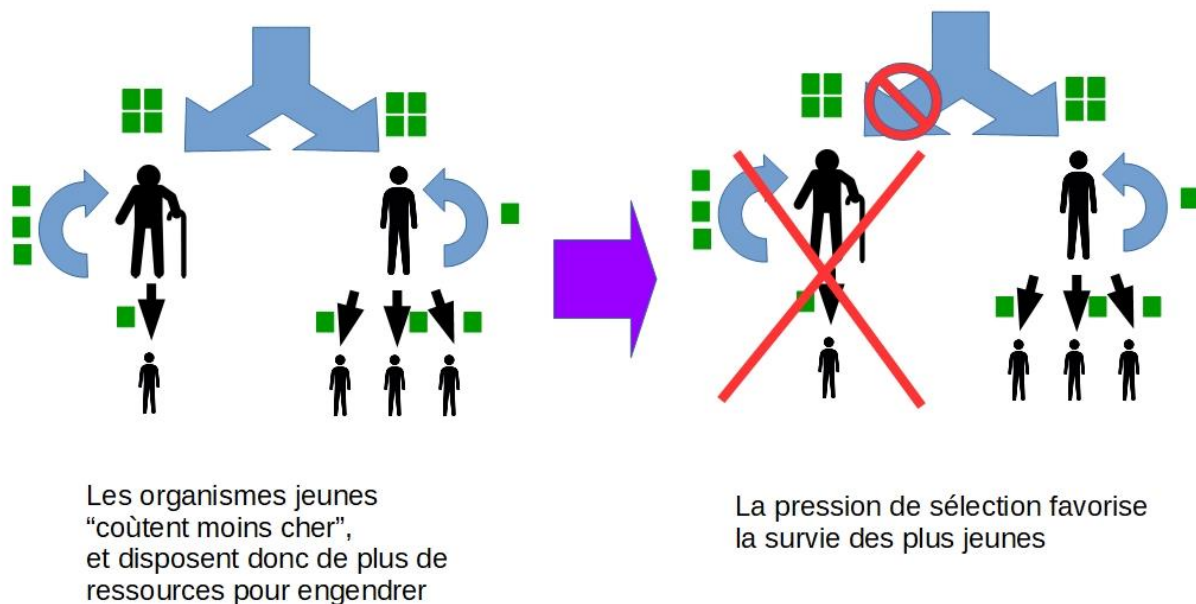 Les organismes jeunes
“coùtent moins cher”,
et disposent donc de plus de
ressources pour engendrer
La pression de sélection favorise
la survie des plus jeunes